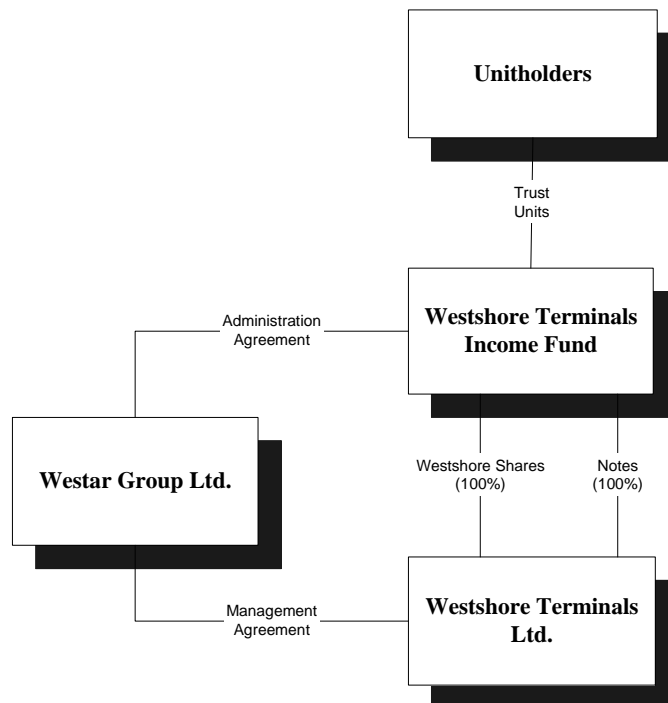 Unitholders
Trust
Units
Westshore Terminals
Income Fund
Administration
Agreement
Westar Group Ltd.
Westshore Shares
(100%)
Notes
(100%)
Management
Agreement
Westshore Terminals
Ltd.